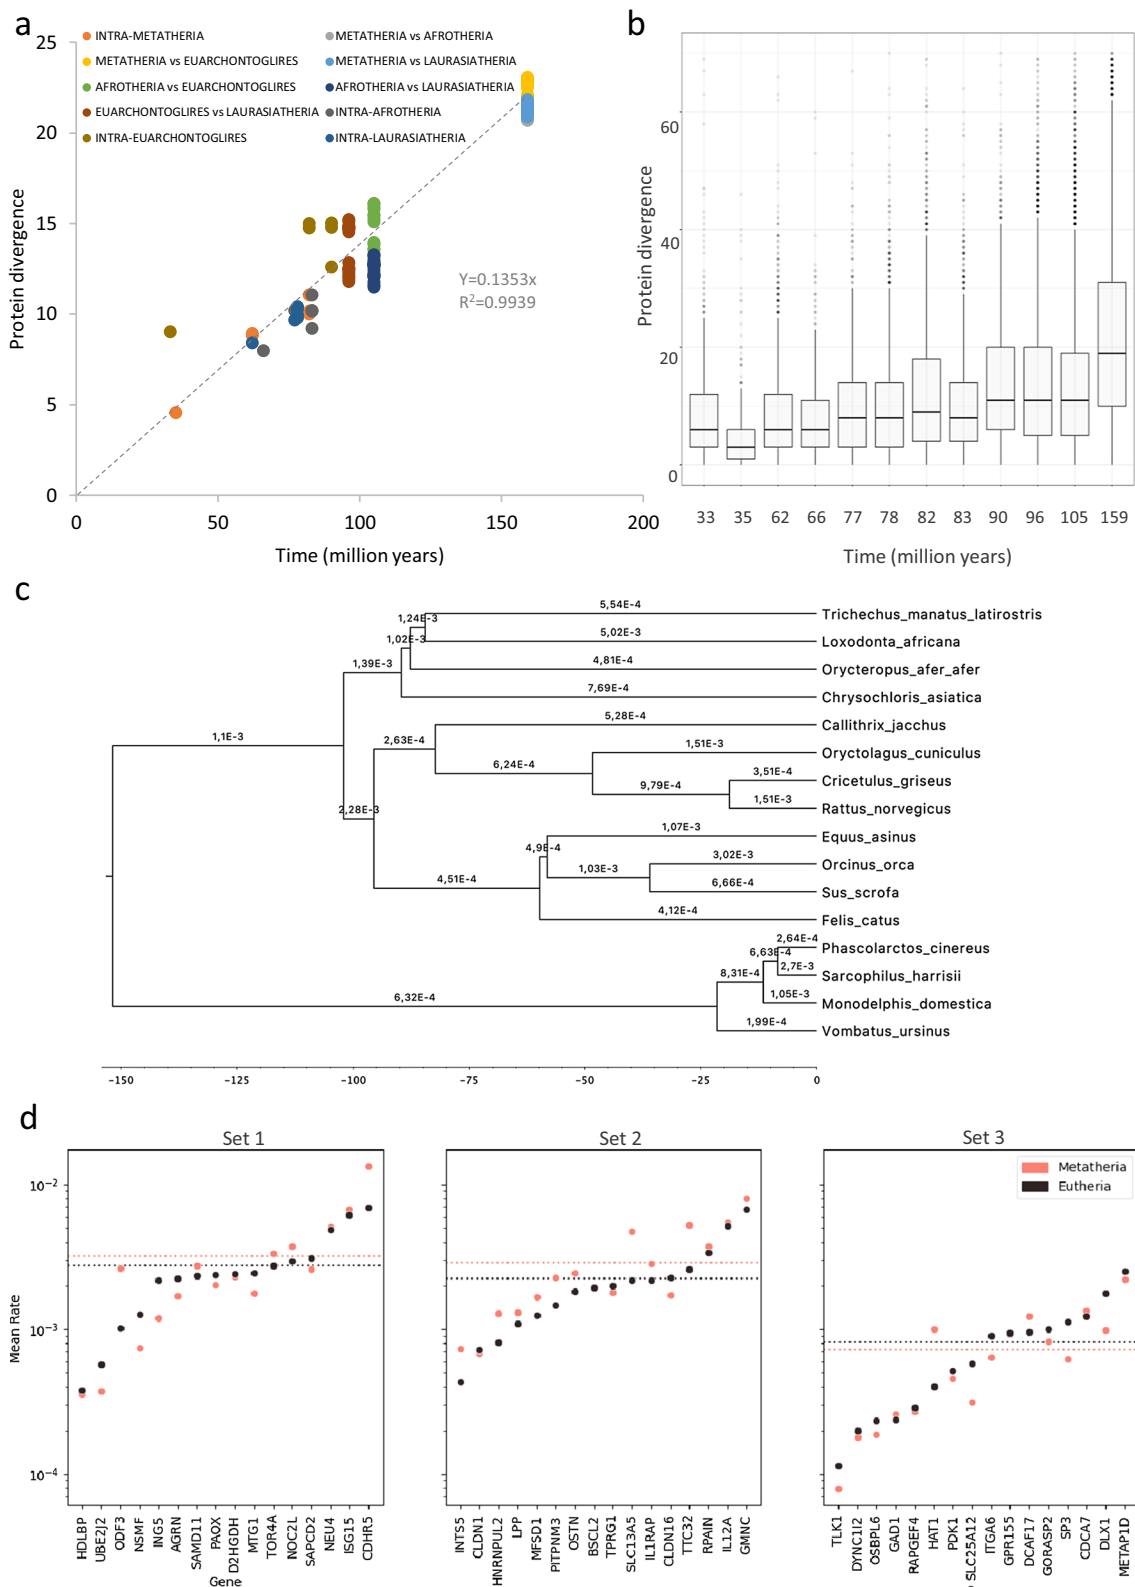 a
INTRA-METATHERIA
METATHERIA vs AFROTHERIA
METATHERIA vs EUARCHONTOGLIRES
METATHERIA vs LAURASIATHERIA
AFROTHERIA vs EUARCHONTOGLIRES
AFROTHERIA vs LAURASIATHERIA
EUARCHONTOGLIRES vs LAURASIATHERIA
INTRA-AFROTHERIA
INTRA-EUARCHONTOGLIRES
INTRA-LAURASIATHERIA
Protein divergence
25
20
15
10
5
0
Y=0.1353x
R²=0.9939
0 50 100 150 200
Time (million years)
b
Protein divergence
60
40
20
0
33 35 62 66 77 78 82 83 90 96 105 159
Time (million years)
c
5,54E-4
Trichechus_manatus_latirostris
1,24E-3
1,02E-3
5,02E-3
Loxodonta_africana
1,39E-3
4,81E-4
Orycteropus_afer_afer
7,69E-4
Chrysochloris_asiatica
5,28E-4
Callithrix_jacchus
1,1E-3
2,63E-4
1,51E-3
Oryctolagus_cuniculus
6,24E-4
3,51E-4
Cricetulus_griseus
9,79E-4
1,51E-3
Rattus_norvegicus
2,28E-3
1,07E-3
Equus_asinus
4,9E-4
3,02E-3
Orcinus_orca
1,03E-3
4,51E-4
6,66E-4
Sus_scrofa
4,12E-4
Felis_catus
2,64E-4
Phascolarctos_cinereus
6,63E-4
8,31E-4
2,7E-3
Sarcophilus_harrisii
6,32E-4
1,05E-3
Monodelphis_domestica
1,99E-4
Vombatus_ursinus
-150 -125 -100 -75 -50 -25 0
d
Set 1
Set 2
Set 3
Metatheria
Eutheria
Mean Rate
10⁻²
10⁻³
10⁻⁴
HDLBP
UBE2J2
ODF3
NSMF
ING5
AGRN
SAMD11
PAOX
D2HGDH
MTG1
TOR4A
NOC2L
SAPCD2
NEU4
ISG15
CDHR5
Gene
INTS5
CLDN1
HNRNPUL2
LPP
MFSD1
PITPNM3
OSTN
BSCL2
TPRG1
SLC13A5
IL1RAP
CLDN16
TTC32
RPAIN
IL12A
GMNC
TLK1
DYNC1I2
OSBPL6
GAD1
RAPGEF4
HAT1
PDK1
SLC25A12
ITGA6
GPR155
DCAF17
GORASP2
SP3
CDCA7
DLX1
METAP1D